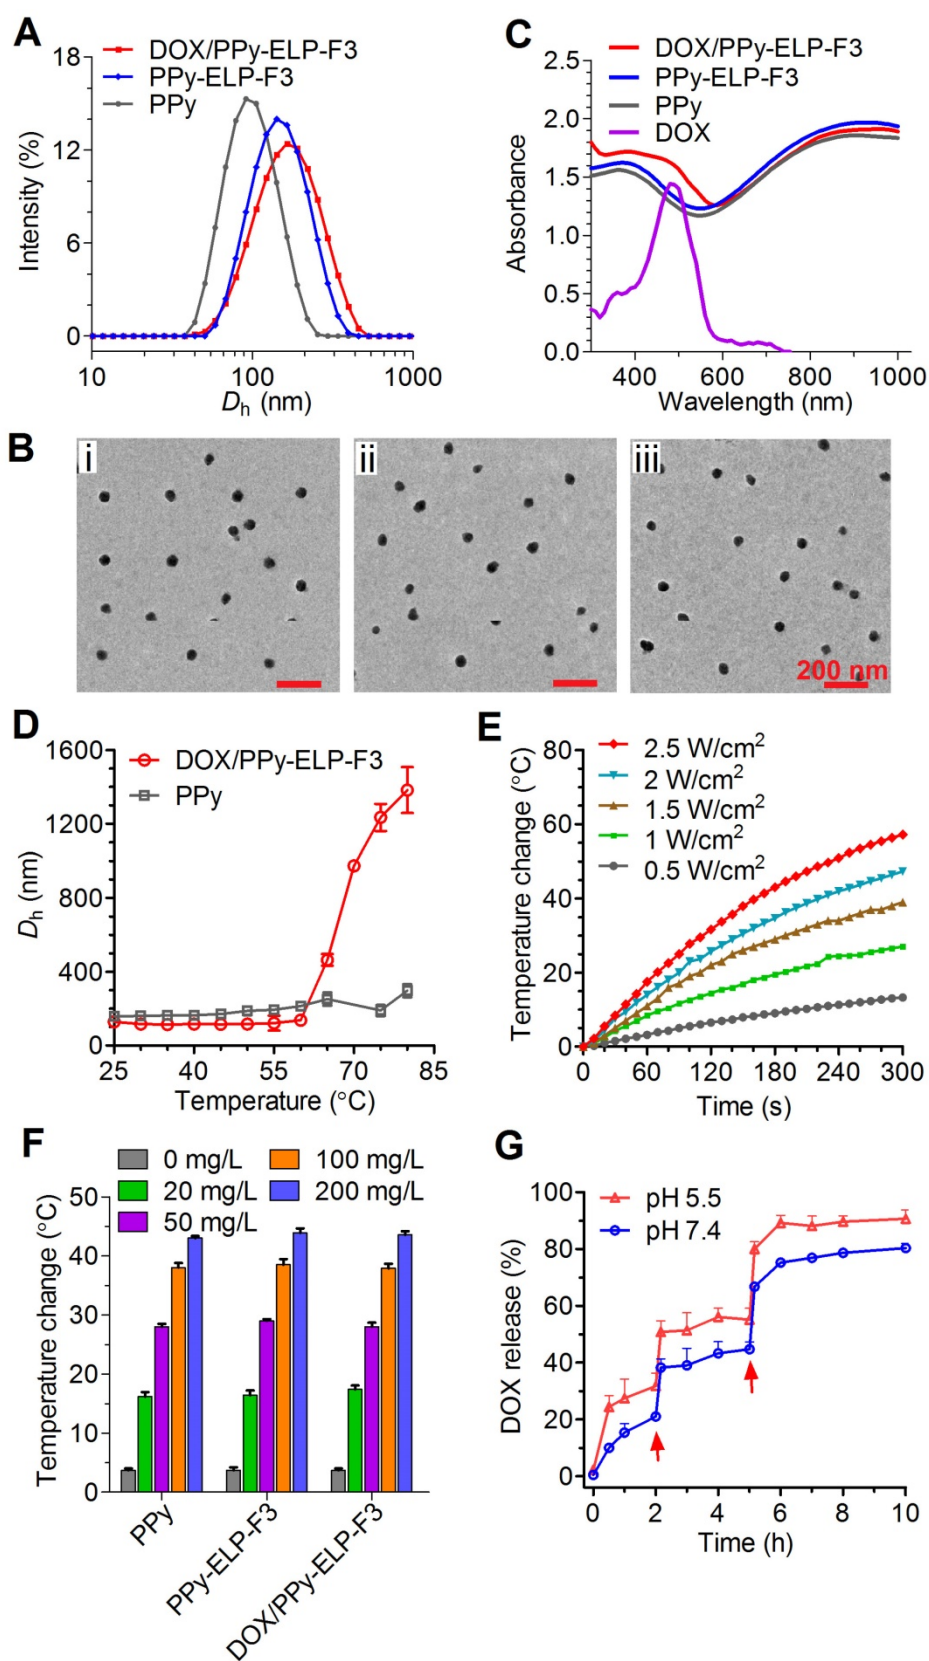 A
18
12
6
0
Intensity (%)
DOX/PPy-ELP-F3
PPy-ELP-F3
PPy
10
100
1000
Dh (nm)
C
2.5
2.0
1.5
1.0
0.5
0.0
Absorbance
DOX/PPy-ELP-F3
PPy-ELP-F3
PPy
DOX
400
600
800
1000
Wavelength (nm)
B
i
ii
iii
200 nm
D
1600
1200
800
400
0
Dh (nm)
DOX/PPy-ELP-F3
PPy
25
40
55
70
85
Temperature (°C)
E
80
60
40
20
0
Temperature change (°C)
2.5 W/cm²
2 W/cm²
1.5 W/cm²
1 W/cm²
0.5 W/cm²
0
60
120
180
240
300
Time (s)
F
0 mg/L
20 mg/L
50 mg/L
100 mg/L
200 mg/L
50
40
30
20
10
0
Temperature change (°C)
PPy
PPy-ELP-F3
DOX/PPy-ELP-F3
G
100
80
60
40
20
0
DOX release (%)
pH 5.5
pH 7.4
0
2
4
6
8
10
Time (h)